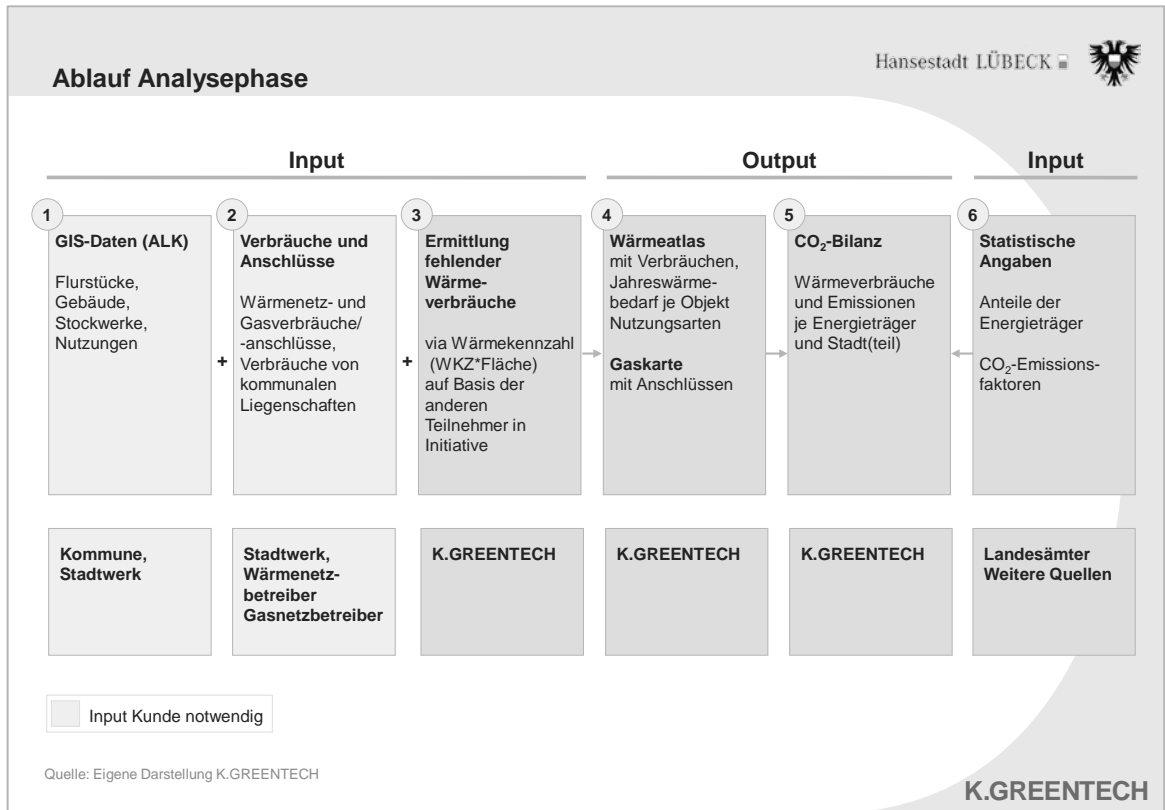 Ablauf Analysephase
Hansestadt LÜBECK
Input
Output
Input
1
GIS-Daten (ALK)
Flurstücke,
Gebäude,
Stockwerke,
Nutzungen
+
2
Verbräuche und
Anschlüsse
Wärmenetz- und
Gasverbräuche/
-anschlüsse,
Verbräuche von
kommunalen
Liegenschaften
+
3
Ermittlung
fehlender
Wärme-
verbräuche
via Wärmekennzahl
(WKZ*Fläche)
auf Basis der
anderen
Teilnehmer in
Initiative
4
Wärmeatlas
mit Verbräuchen,
Jahreswärme-
bedarf je Objekt
Nutzungsarten
Gaskarte
mit Anschlüssen
5
CO₂-Bilanz
Wärmeverbräuche
und Emissionen
je Energieträger
und Stadt(teil)
6
Statistische
Angaben
Anteile der
Energieträger
CO₂-Emissions-
faktoren
Kommune,
Stadtwerk
Stadtwerk,
Wärmenetz-
betreiber
Gasnetzbetreiber
K.GREENTECH
K.GREENTECH
K.GREENTECH
Landesämter
Weitere Quellen
Input Kunde notwendig
Quelle: Eigene Darstellung K.GREENTECH
K.GREENTECH